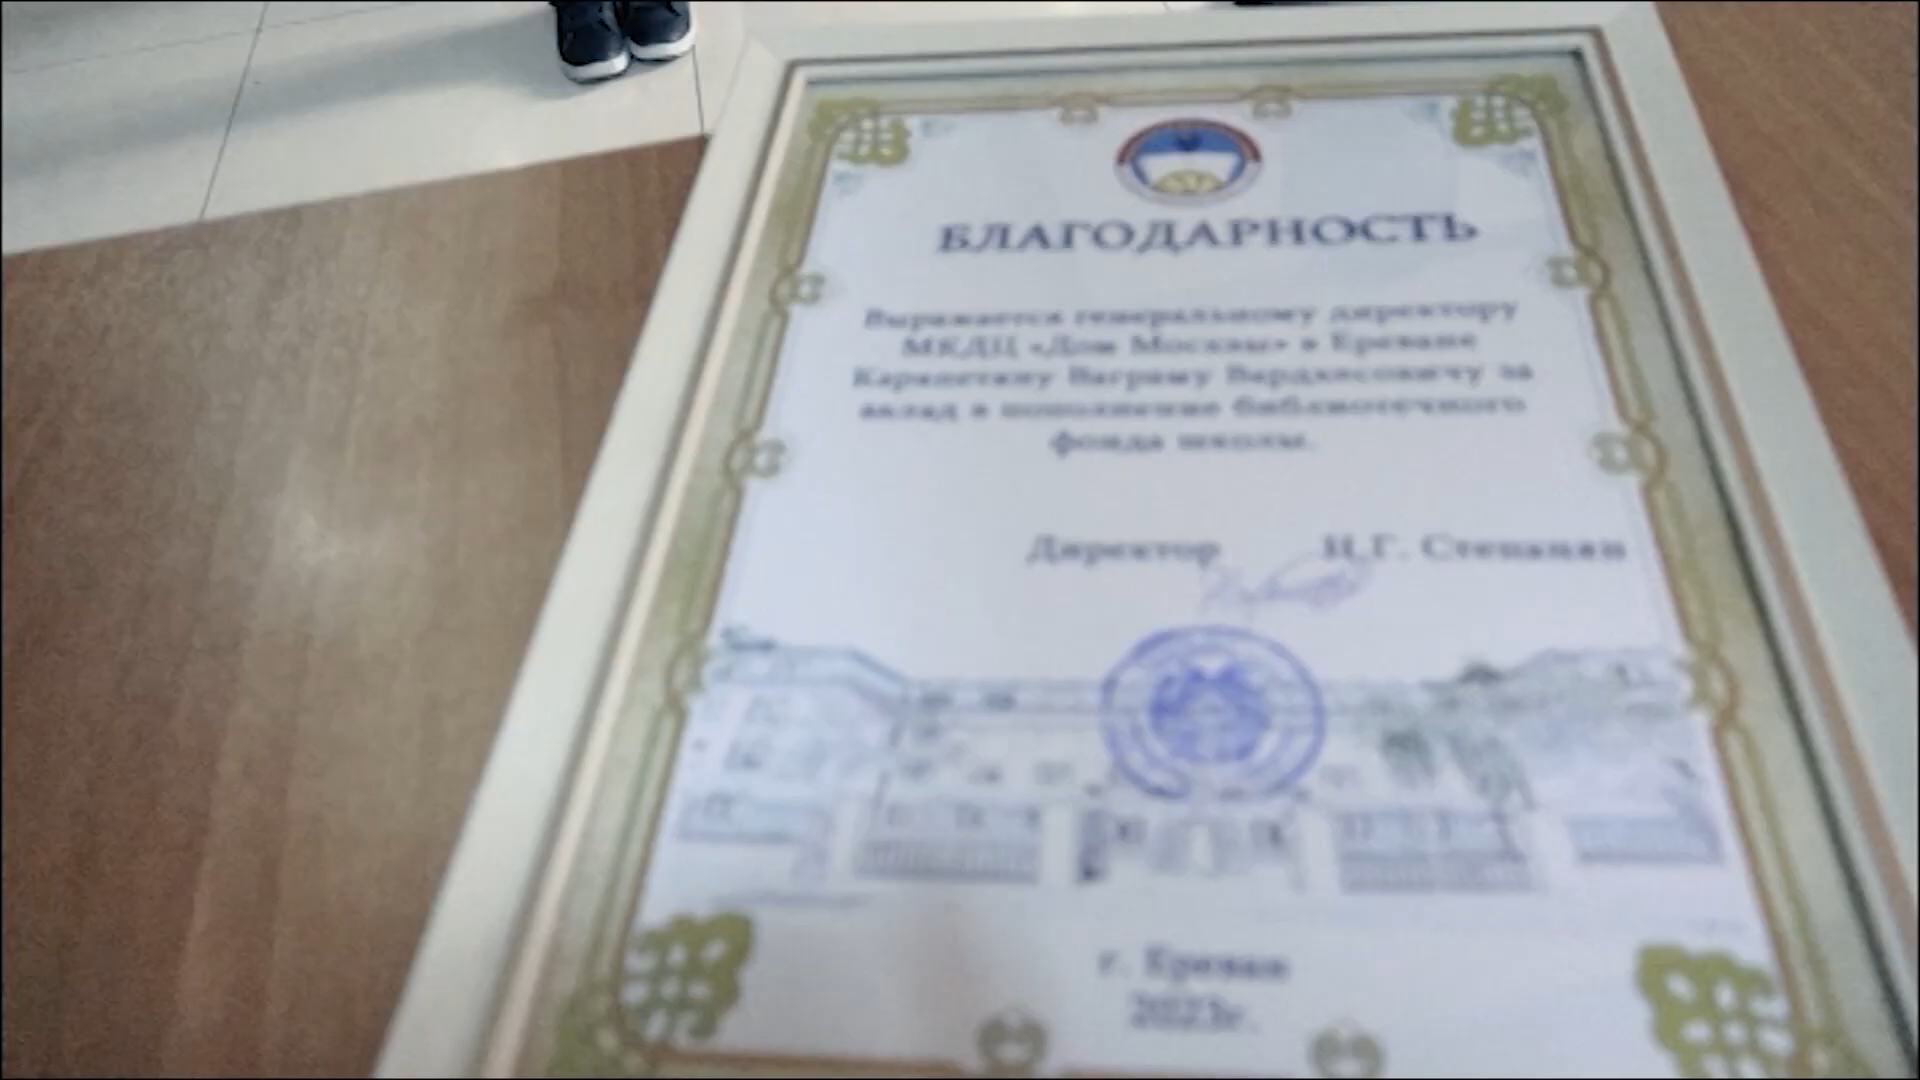 БЛАГОДАРНОСТЬ
Выражается генеральному директору
МКДЦ «Дом Москвы» в Ереване
Карапетяну Ваграму Вардкесовичу за
вклад в пополнение библиотечного
фонда школы.
Директор Г. Степанян
г. Ереван
2023г.